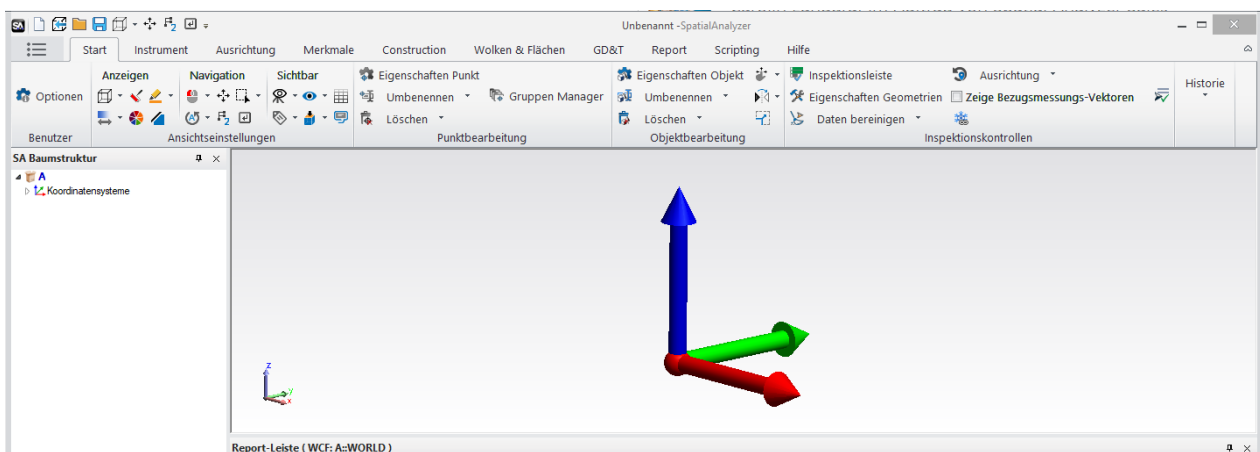 SA
Unbenannt -SpatialAnalyzer
Start Instrument Ausrichtung Merkmale Construction Wolken & Flächen GD&T Report Scripting Hilfe
Anzeigen Navigation Sichtbar Eigenschaften Punkt Eigenschaften Objekt Inspektionsleiste Ausrichtung
Optionen Umbenennen Gruppen Manager Umbenennen Eigenschaften Geometrien Zeige Bezugsmessungs-Vektoren Historie
Löschen Löschen Daten bereinigen
Benutzer Ansichtseinstellungen Punktbearbeitung Objektbearbeitung Inspektionskontrollen
SA Baumstruktur
A
Koordinatensysteme
z
y
x
Report-Leiste ( WCF: A::WORLD )